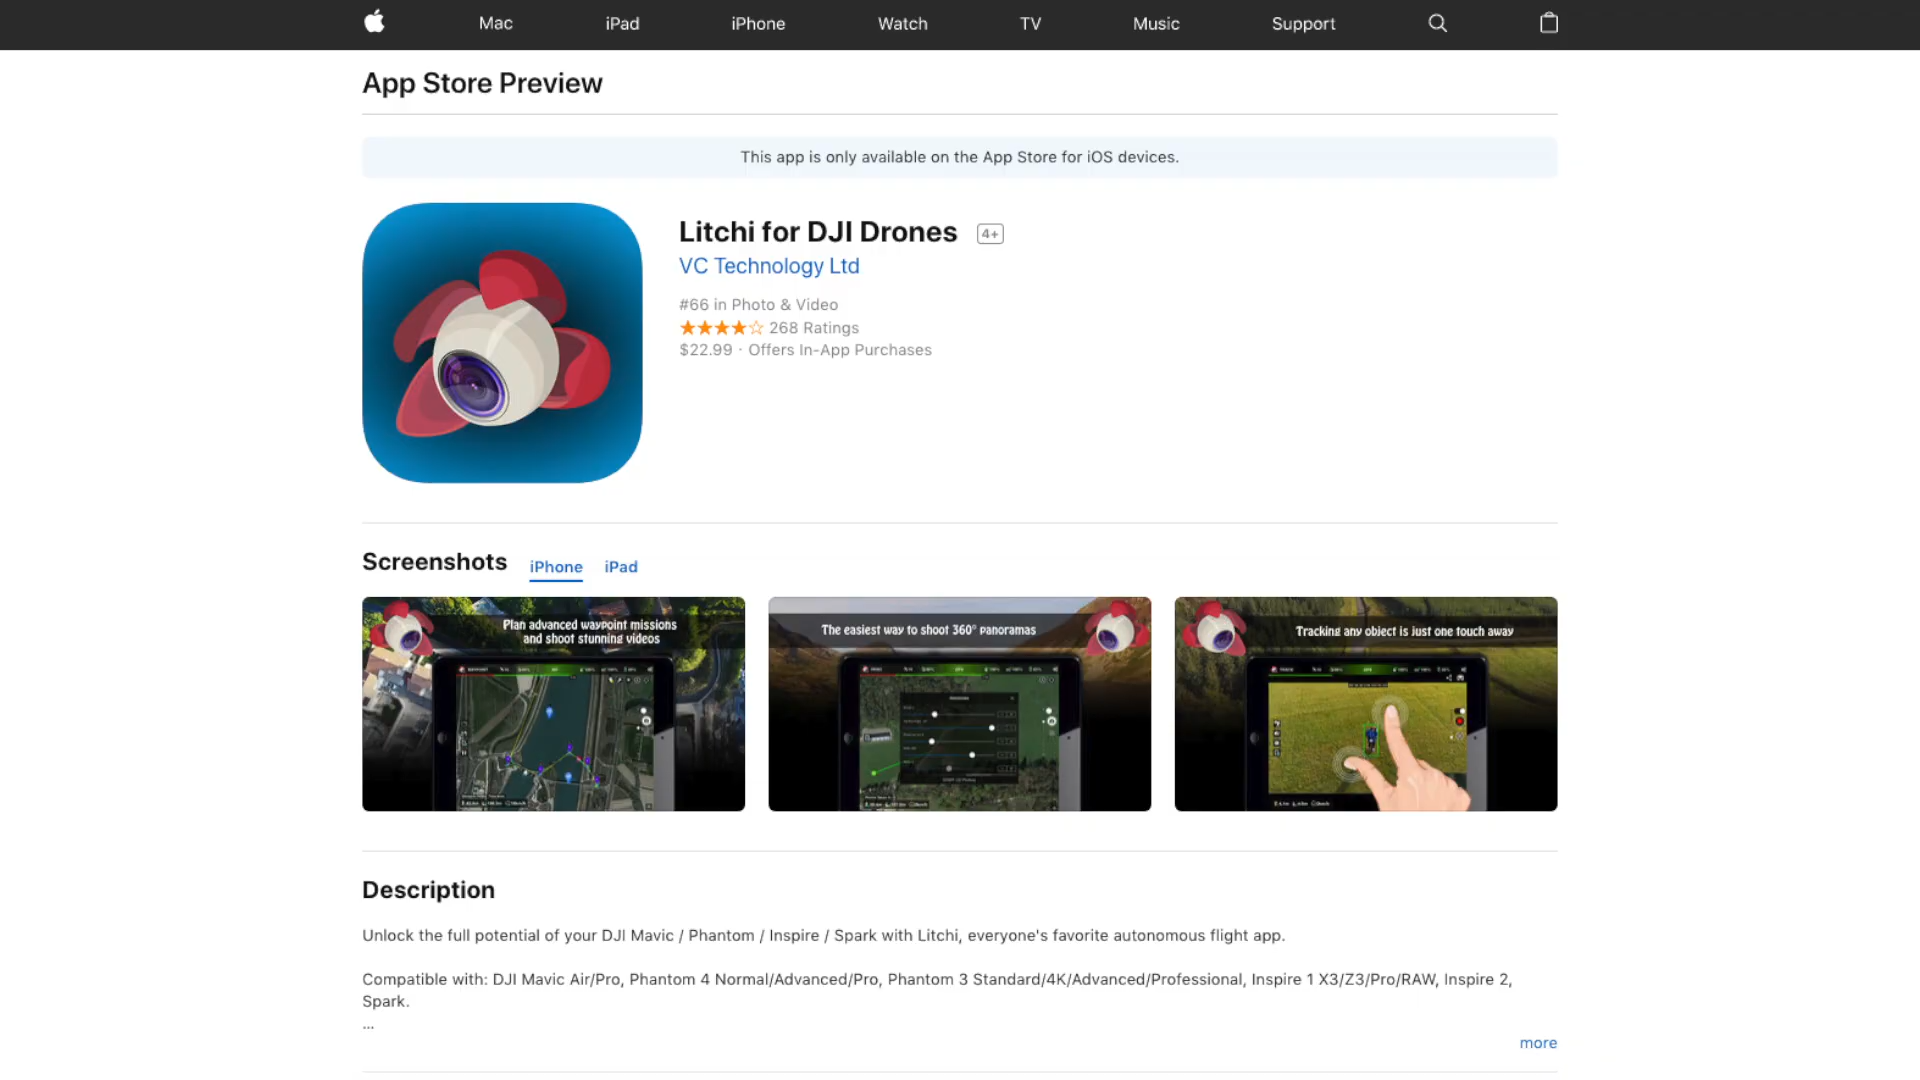 Mac iPad iPhone Watch TV Music Support
App Store Preview
This app is only available on the App Store for iOS devices.
Litchi for DJI Drones 4+
VC Technology Ltd
#66 in Photo & Video
★★★★☆ 268 Ratings
$22.99 · Offers In-App Purchases
Screenshots iPhone iPad
Plan advanced waypoint missions
and shoot stunning videos
The easiest way to shoot 360° panoramas
Tracking any object is just one touch away
Description
Unlock the full potential of your DJI Mavic / Phantom / Inspire / Spark with Litchi, everyone's favorite autonomous flight app.
Compatible with: DJI Mavic Air/Pro, Phantom 4 Normal/Advanced/Pro, Phantom 3 Standard/4K/Advanced/Professional, Inspire 1 X3/Z3/Pro/RAW, Inspire 2,
Spark.
...
more